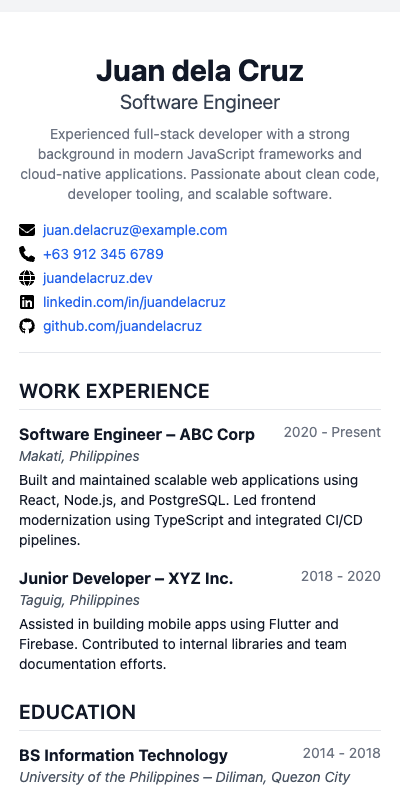 Juan dela Cruz
Software Engineer
Experienced full-stack developer with a strong
background in modern JavaScript frameworks and
cloud-native applications. Passionate about clean code,
developer tooling, and scalable software.
juan.delacruz@example.com
+63 912 345 6789
juandelacruz.dev
linkedin.com/in/juandelacruz
github.com/juandelacruz
WORK EXPERIENCE
Software Engineer – ABC Corp 2020 - Present
Makati, Philippines
Built and maintained scalable web applications using
React, Node.js, and PostgreSQL. Led frontend
modernization using TypeScript and integrated CI/CD
pipelines.
Junior Developer – XYZ Inc. 2018 - 2020
Taguig, Philippines
Assisted in building mobile apps using Flutter and
Firebase. Contributed to internal libraries and team
documentation efforts.
EDUCATION
BS Information Technology 2014 - 2018
University of the Philippines – Diliman, Quezon City